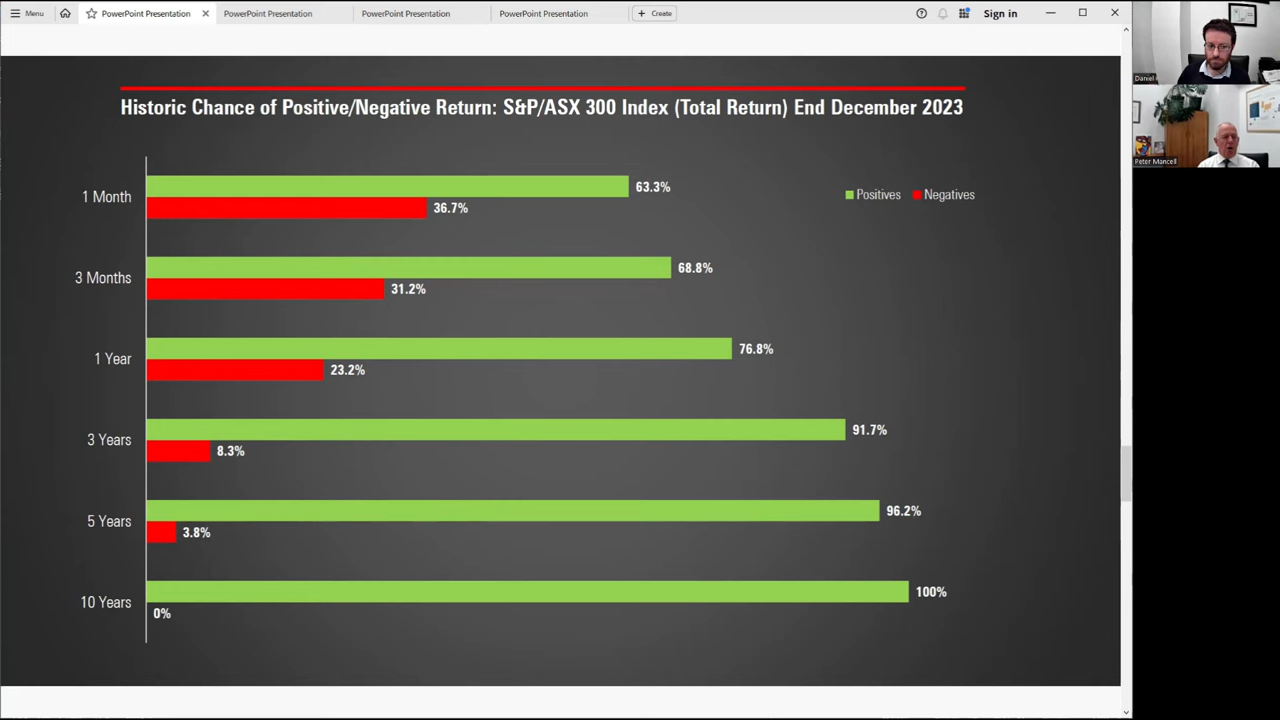 Menu
PowerPoint Presentation
PowerPoint Presentation
PowerPoint Presentation
PowerPoint Presentation
Create
Sign in
Daniel
Peter Mancell
Historic Chance of Positive/Negative Return: S&P/ASX 300 Index (Total Return) End December 2023
Positives Negatives
1 Month
63.3%
36.7%
3 Months
68.8%
31.2%
1 Year
76.8%
23.2%
3 Years
91.7%
8.3%
5 Years
96.2%
3.8%
10 Years
100%
0%